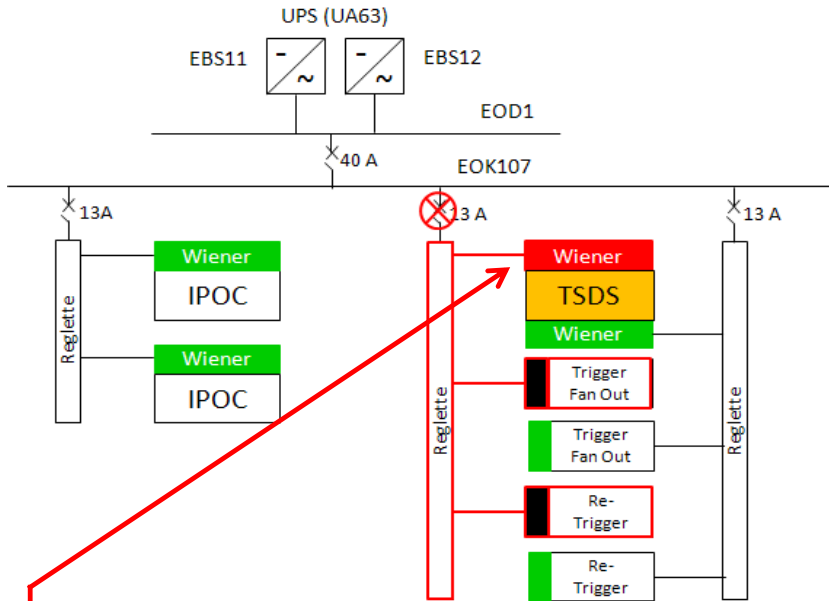 UPS (UA63)
EBS11
EBS12
EOD1
40 A
EOK107
13A
13 A
13 A
Reglette
Wiener
IPOC
Wiener
IPOC
Reglette
Wiener
TSDS
Wiener
Trigger
Fan Out
Trigger
Fan Out
Re-
Trigger
Re-
Trigger
Reglette